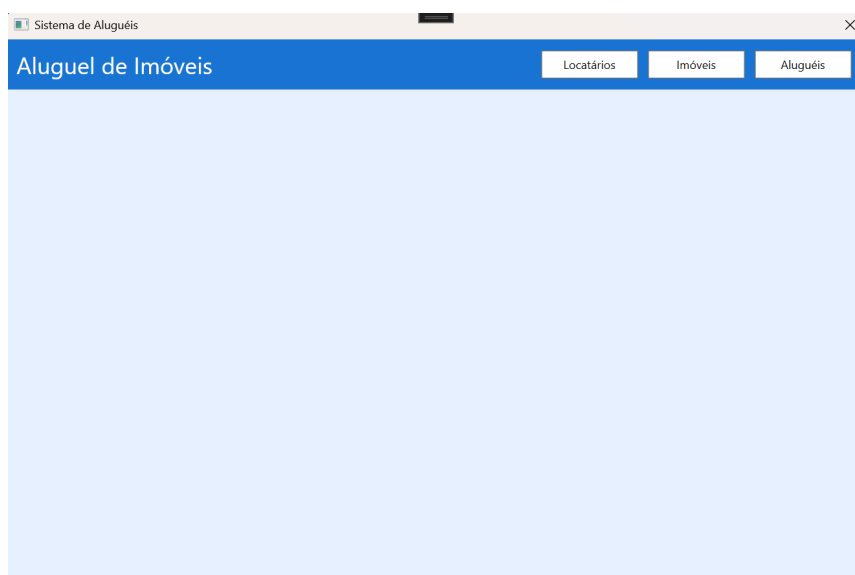 Sistema de Aluguéis
Aluguel de Imóveis
Locatários
Imóveis
Aluguéis